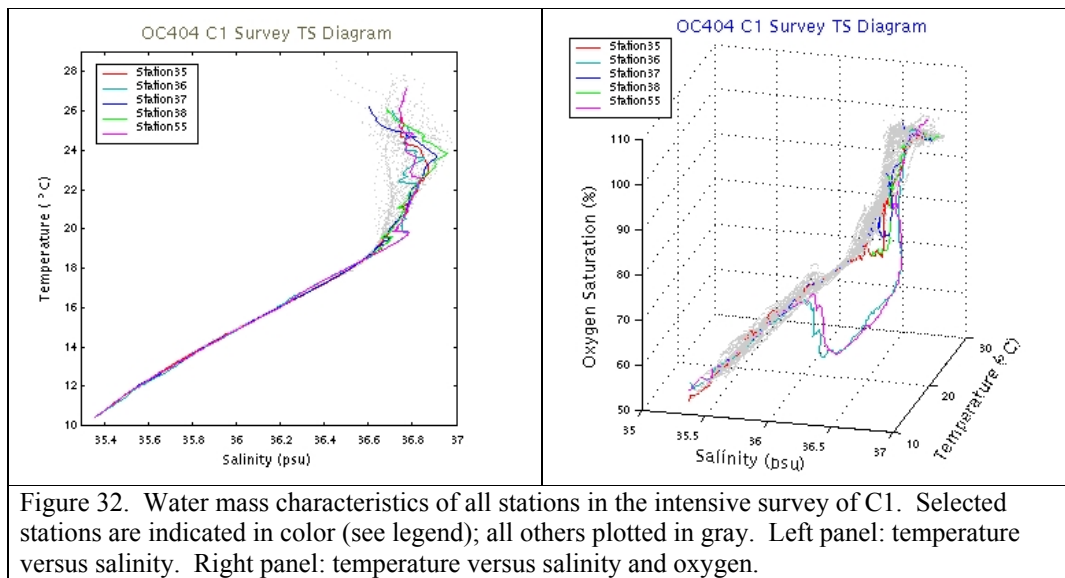 OC404 C1 Survey TS Diagram
Station35
Station36
Station37
Station38
Station55
28
26
24
22
20
18
16
14
12
10
Temperature ( °C)
35.4
35.6
35.8
36
36.2
36.4
36.6
36.8
37
Salinity (psu)
OC404 C1 Survey TS Diagram
Station35
Station36
Station37
Station38
Station55
110
100
90
80
70
60
50
Oxygen Saturation (%)
35
35.5
36
36.5
37
Salinity (psu)
10
20
30
Temperature (°C)
Figure 32. Water mass characteristics of all stations in the intensive survey of C1. Selected
stations are indicated in color (see legend); all others plotted in gray. Left panel: temperature
versus salinity. Right panel: temperature versus salinity and oxygen.